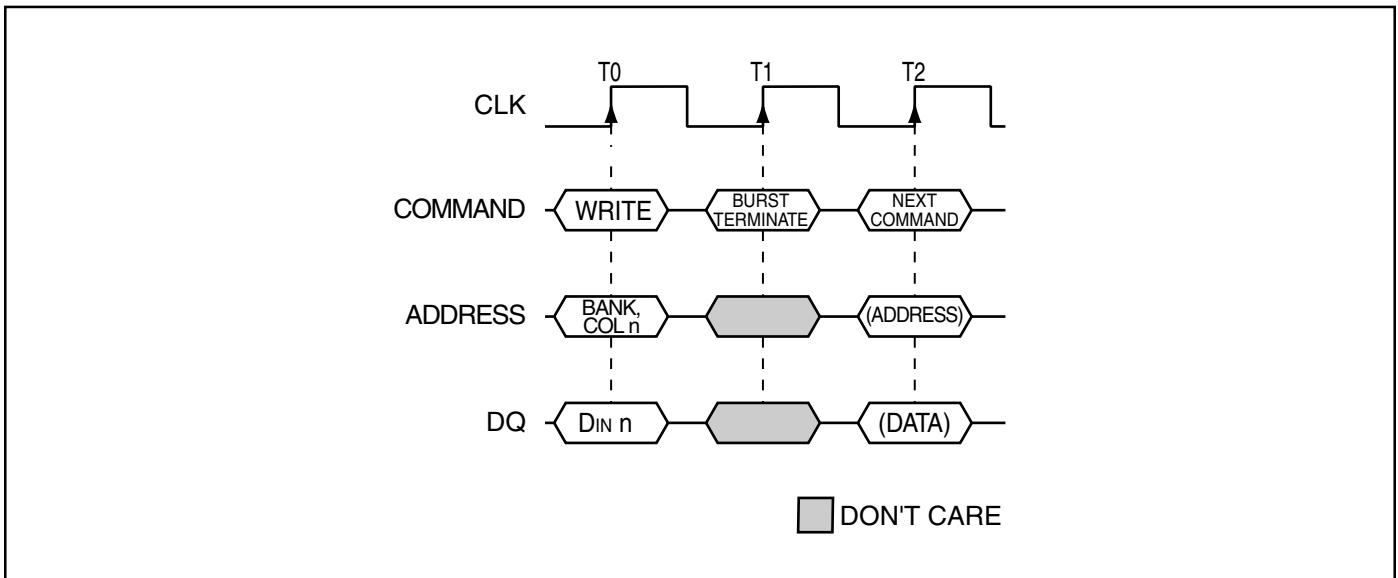 T0 T1 T2
CLK
COMMAND WRITE BURST TERMINATE NEXT COMMAND
ADDRESS BANK, COL n (ADDRESS)
DQ DIN n (DATA)
DON'T CARE